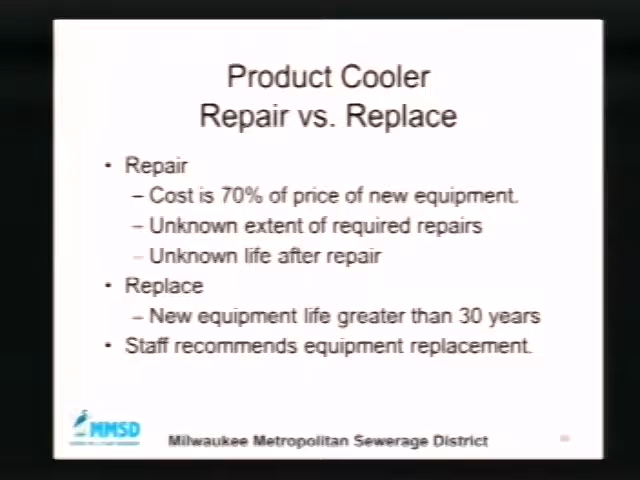 Product Cooler
Repair vs. Replace
• Repair
– Cost is 70% of price of new equipment.
– Unknown extent of required repairs
– Unknown life after repair
• Replace
– New equipment life greater than 30 years
• Staff recommends equipment replacement.
MMSD
Milwaukee Metropolitan Sewerage District